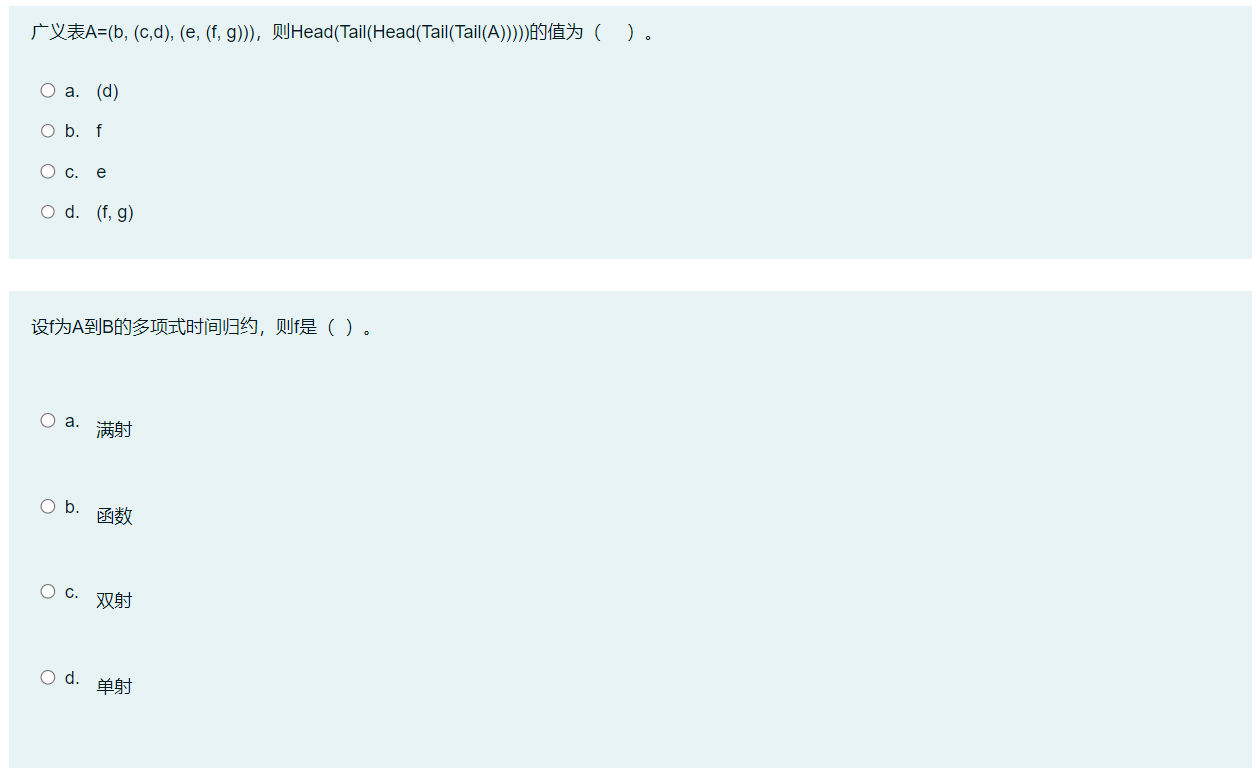 广义表A=(b, (c,d), (e, (f, g)))，则Head(Tail(Head(Tail(Tail(A)))))的值为（    ）。
a. (d)
b. f
c. e
d. (f, g)
设f为A到B的多项式时间归约，则f是（ ）。
a. 满射
b. 函数
c. 双射
d. 单射